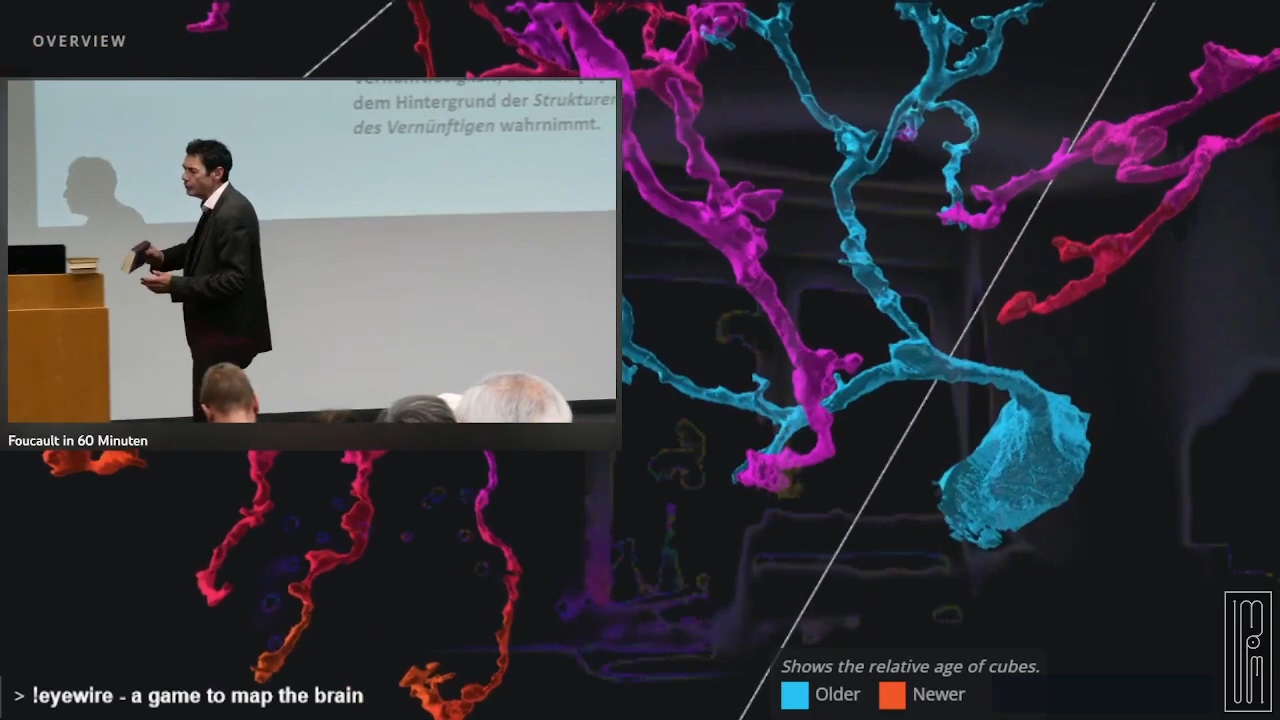 OVERVIEW
dem Hintergrund der Strukturen
des Vernünftigen wahrnimmt.
Foucault in 60 Minuten
> !eyewire - a game to map the brain
Shows the relative age of cubes.
Older
Newer